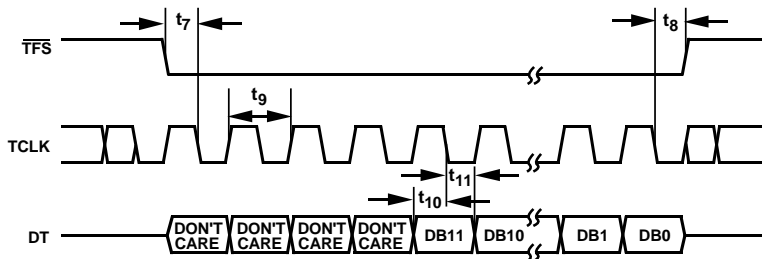 t7 t8
TFS
t9
TCLK
t11
t10
DT DON'T CARE DON'T CARE DON'T CARE DON'T CARE DB11 DB10 DB1 DB0